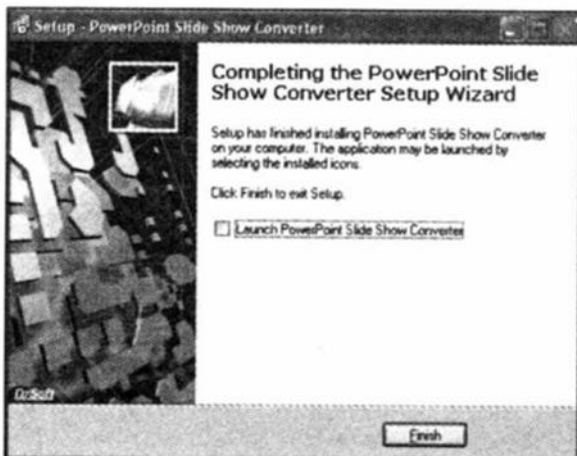 Setup - PowerPoint Slide Show Converter
Completing the PowerPoint Slide
Show Converter Setup Wizard
Setup has finished installing PowerPoint Slide Show Converter
on your computer. The application may be launched by
selecting the installed icons.
Click Finish to exit Setup.
Launch PowerPoint Slide Show Converter
DzSoft
Finish